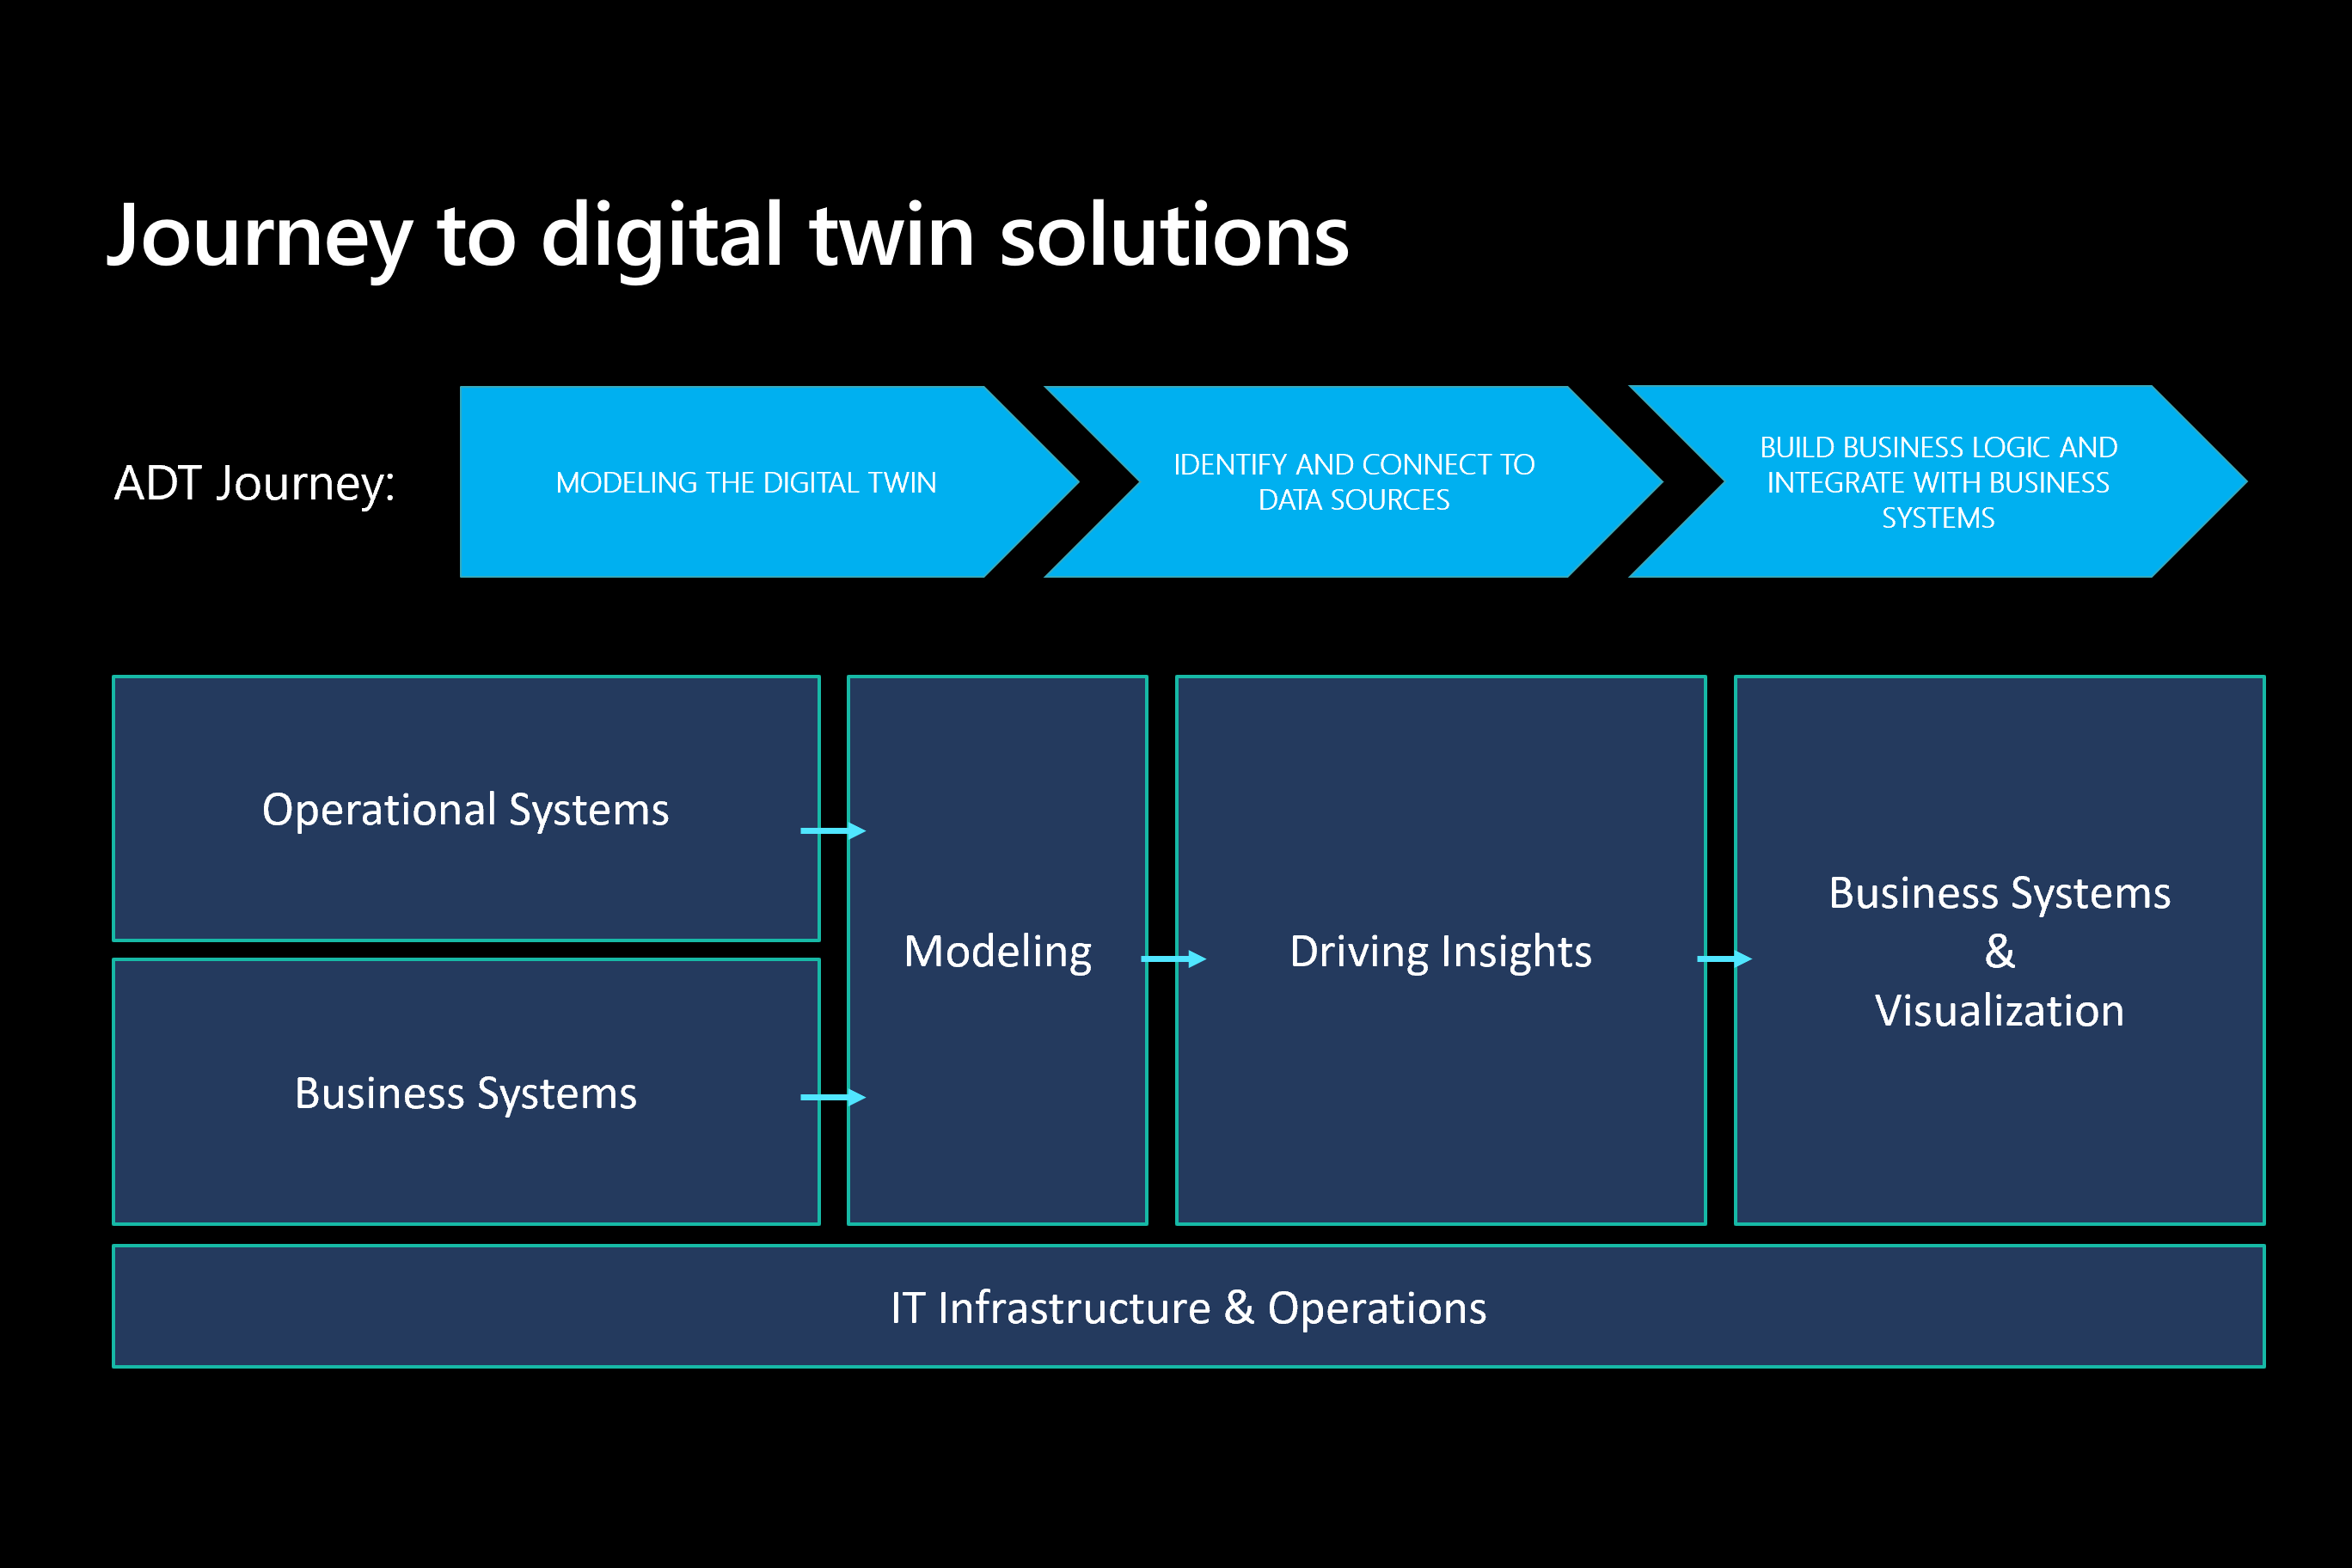 Journey to digital twin solutions
ADT Journey:
MODELING THE DIGITAL TWIN
IDENTIFY AND CONNECT TO
DATA SOURCES
BUILD BUSINESS LOGIC AND
INTEGRATE WITH BUSINESS
SYSTEMS
Operational Systems
Business Systems
Modeling
Driving Insights
Business Systems
&
Visualization
IT Infrastructure & Operations